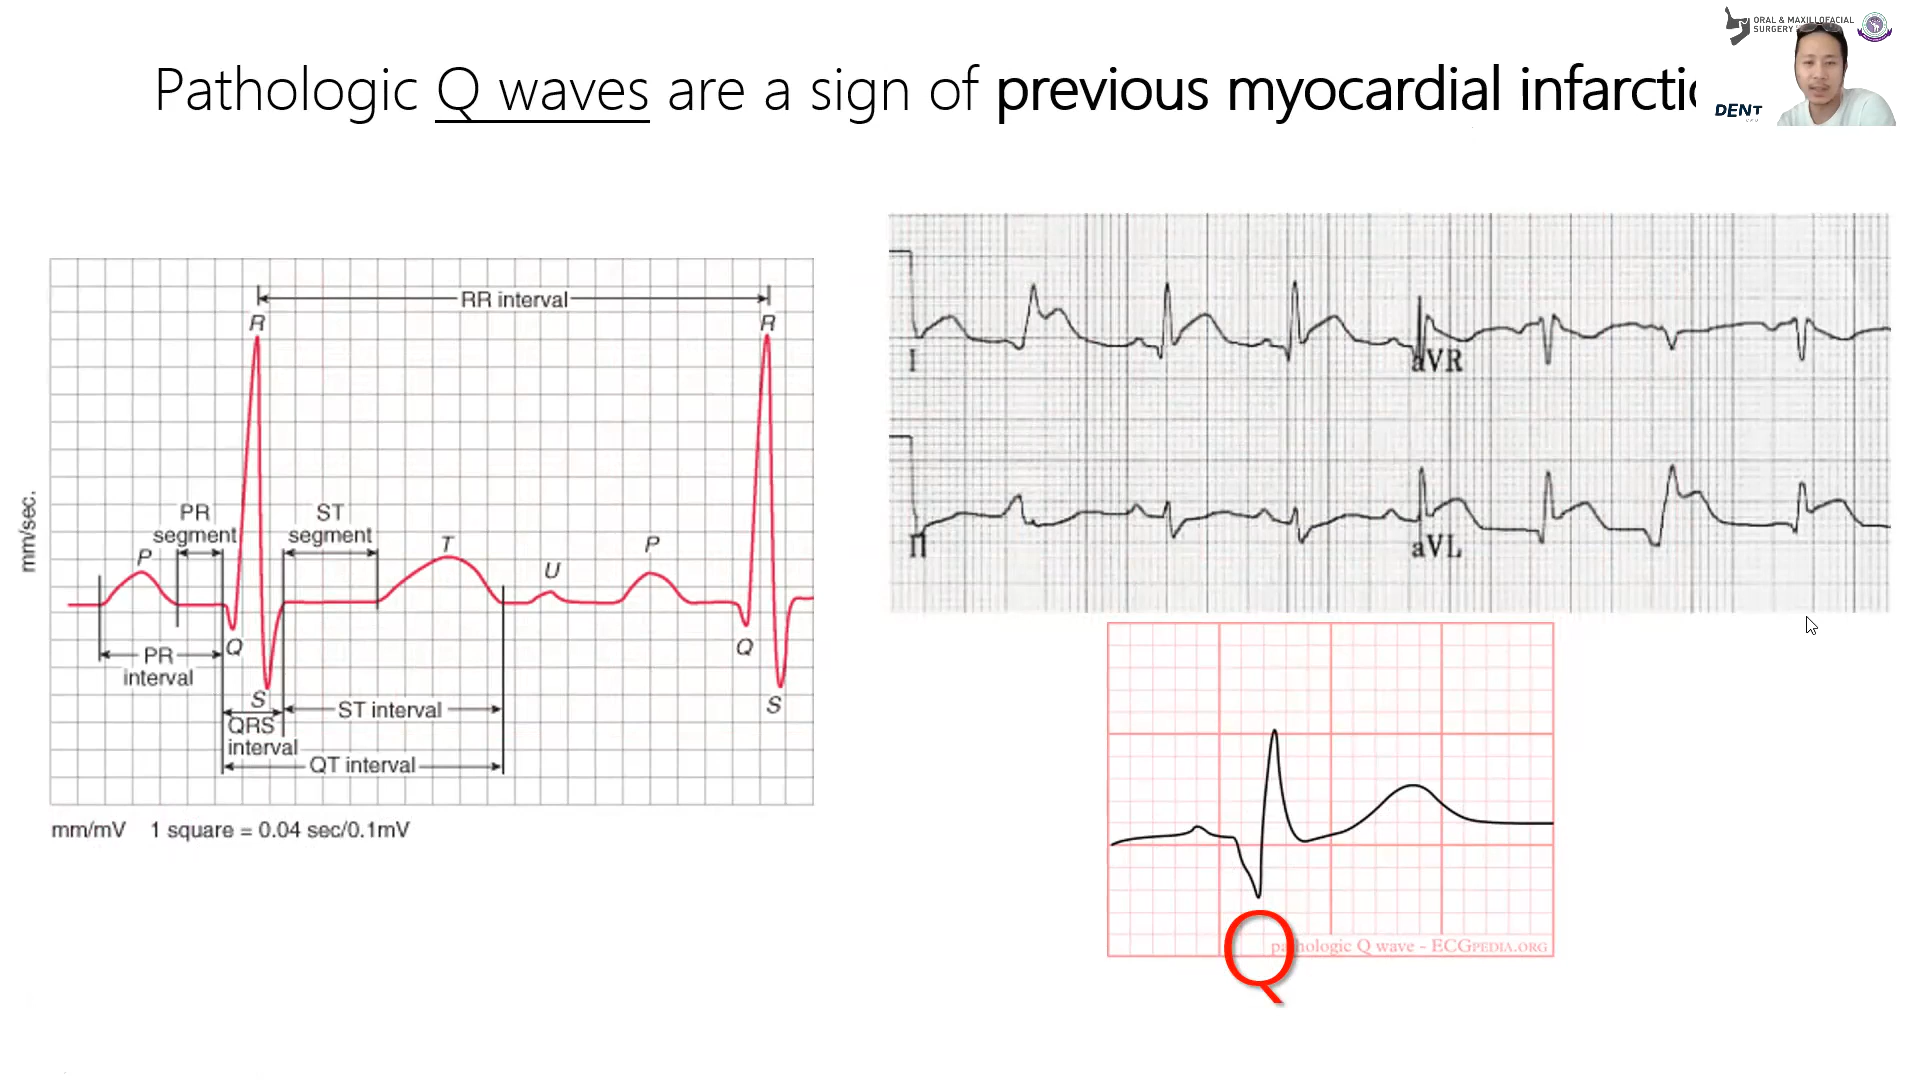 ORAL & MAXILLOFACIAL
SURGERY
Pathologic Q waves are a sign of previous myocardial infarctio
DENT
RR interval
R
R
PR
segment
ST
segment
P
T
U
P
mm/sec.
Q
Q
PR
interval
S
S
ST interval
QRS
interval
QT interval
mm/mV 1 square = 0.04 sec/0.1mV
I
aVR
II
aVL
pathologic Q wave - ECGPEDIA.ORG
Q